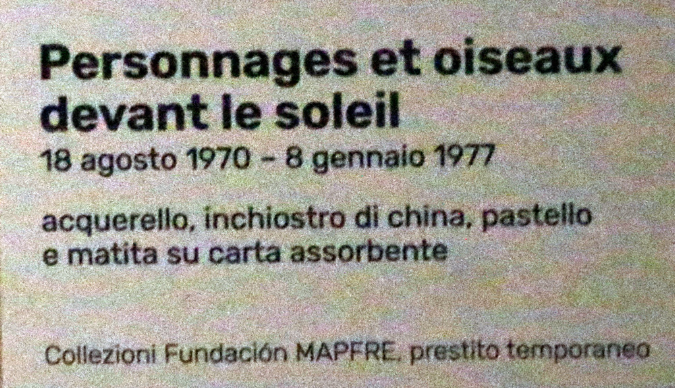 Personnages et oiseaux
devant le soleil
18 agosto 1970 – 8 gennaio 1977
acquerello, inchiostro di china, pastello
e matita su carta assorbente
Collezioni Fundación MAPFRE, prestito temporaneo